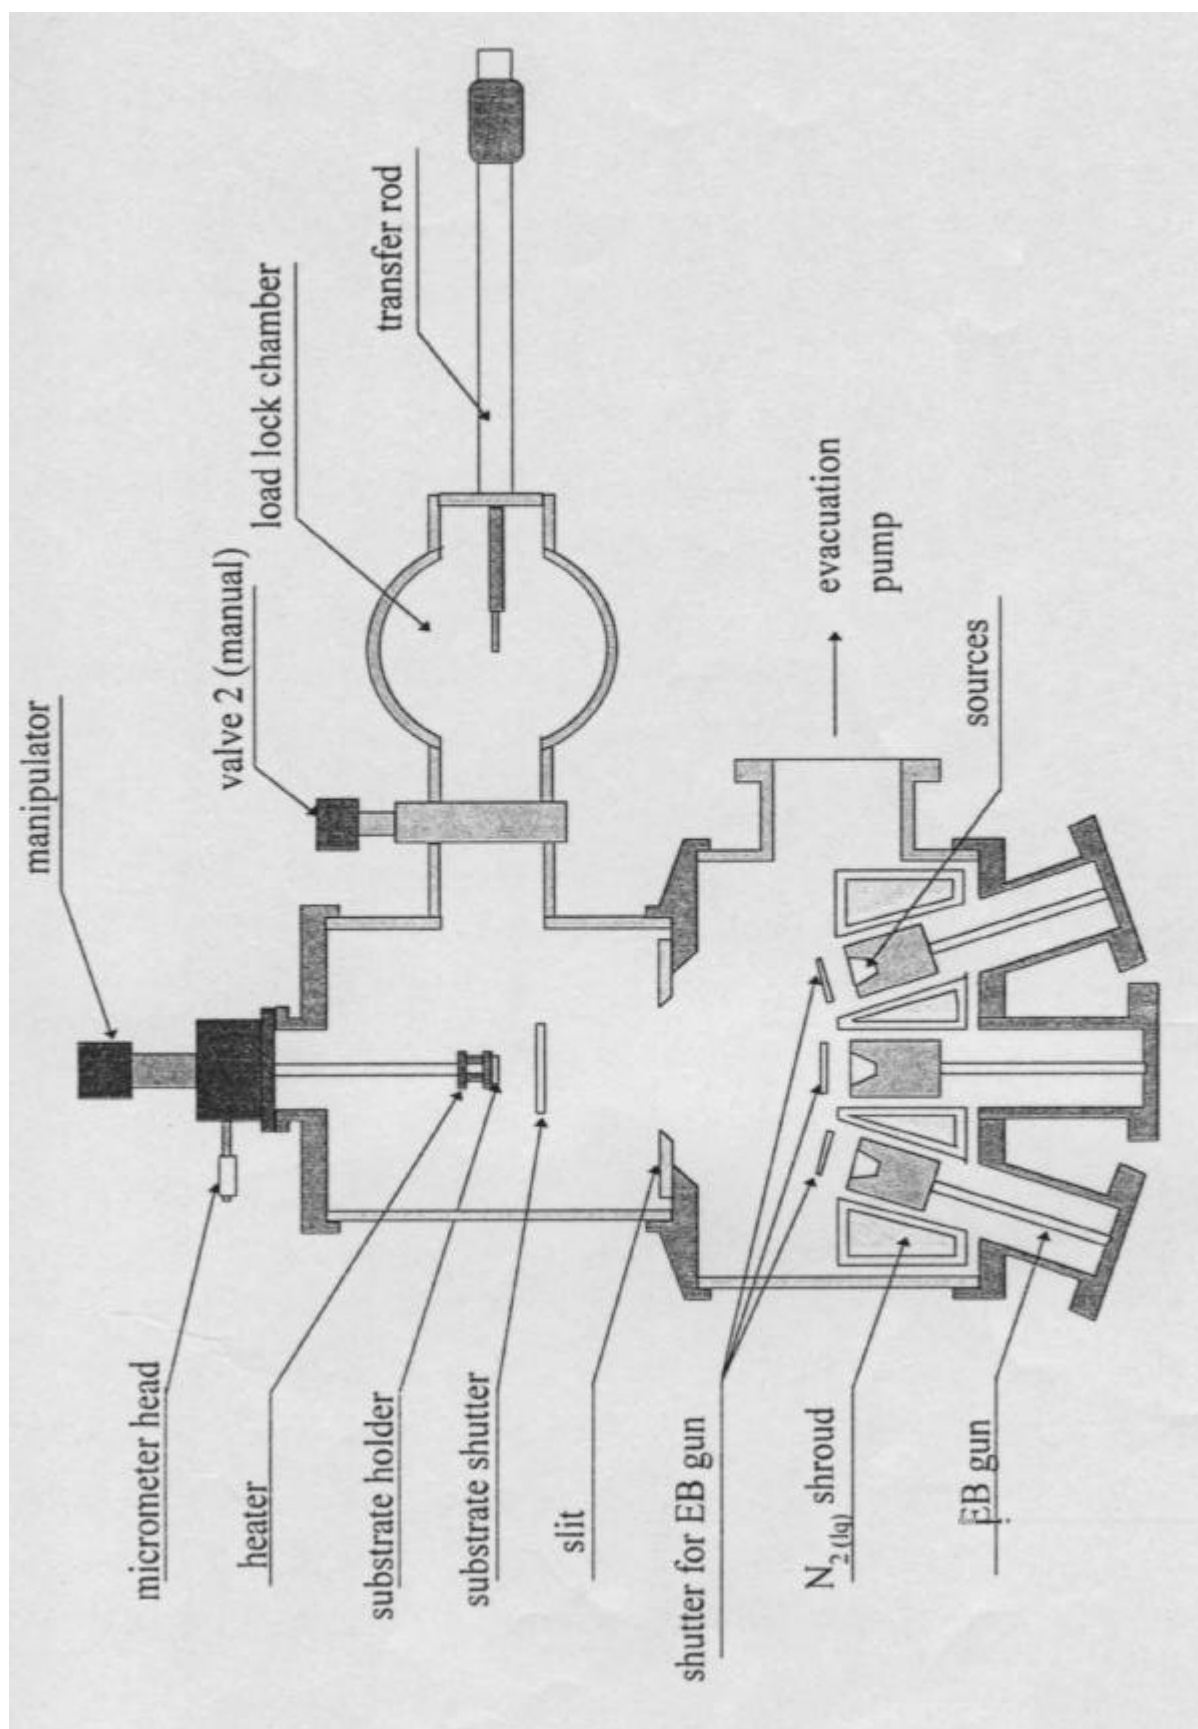 manipulator
valve 2 (manual)
load lock chamber
transfer rod
evacuation
pump
sources
micrometer head
heater
substrate holder
substrate shutter
slit
shutter for EB gun
N2 (lq) shroud
EB gun